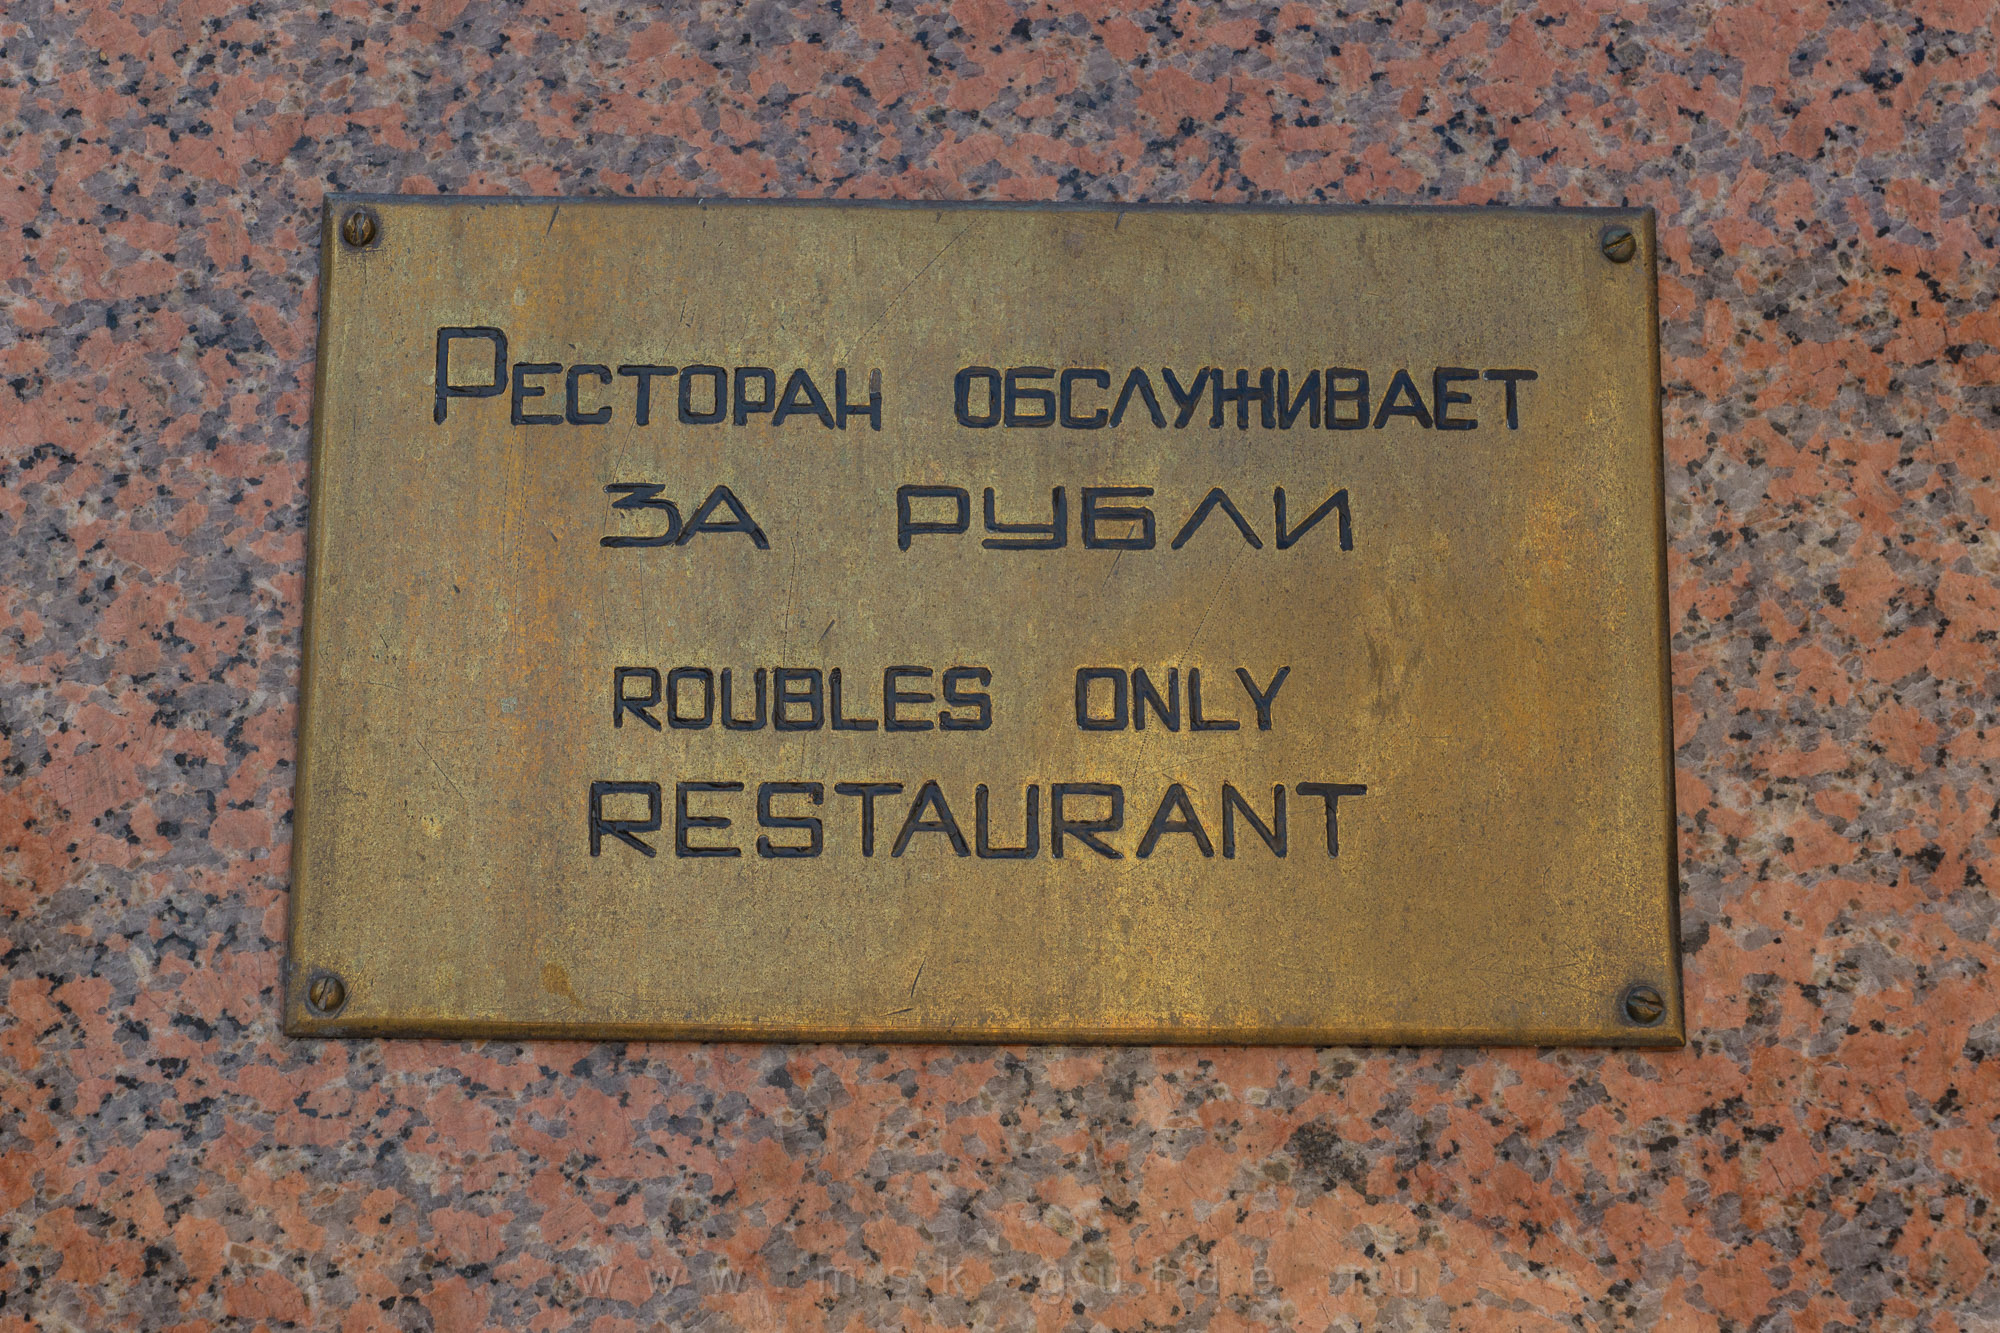 Ресторан обслуживает
за рубли
ROUBLES ONLY
RESTAURANT
www.msk-guide.ru